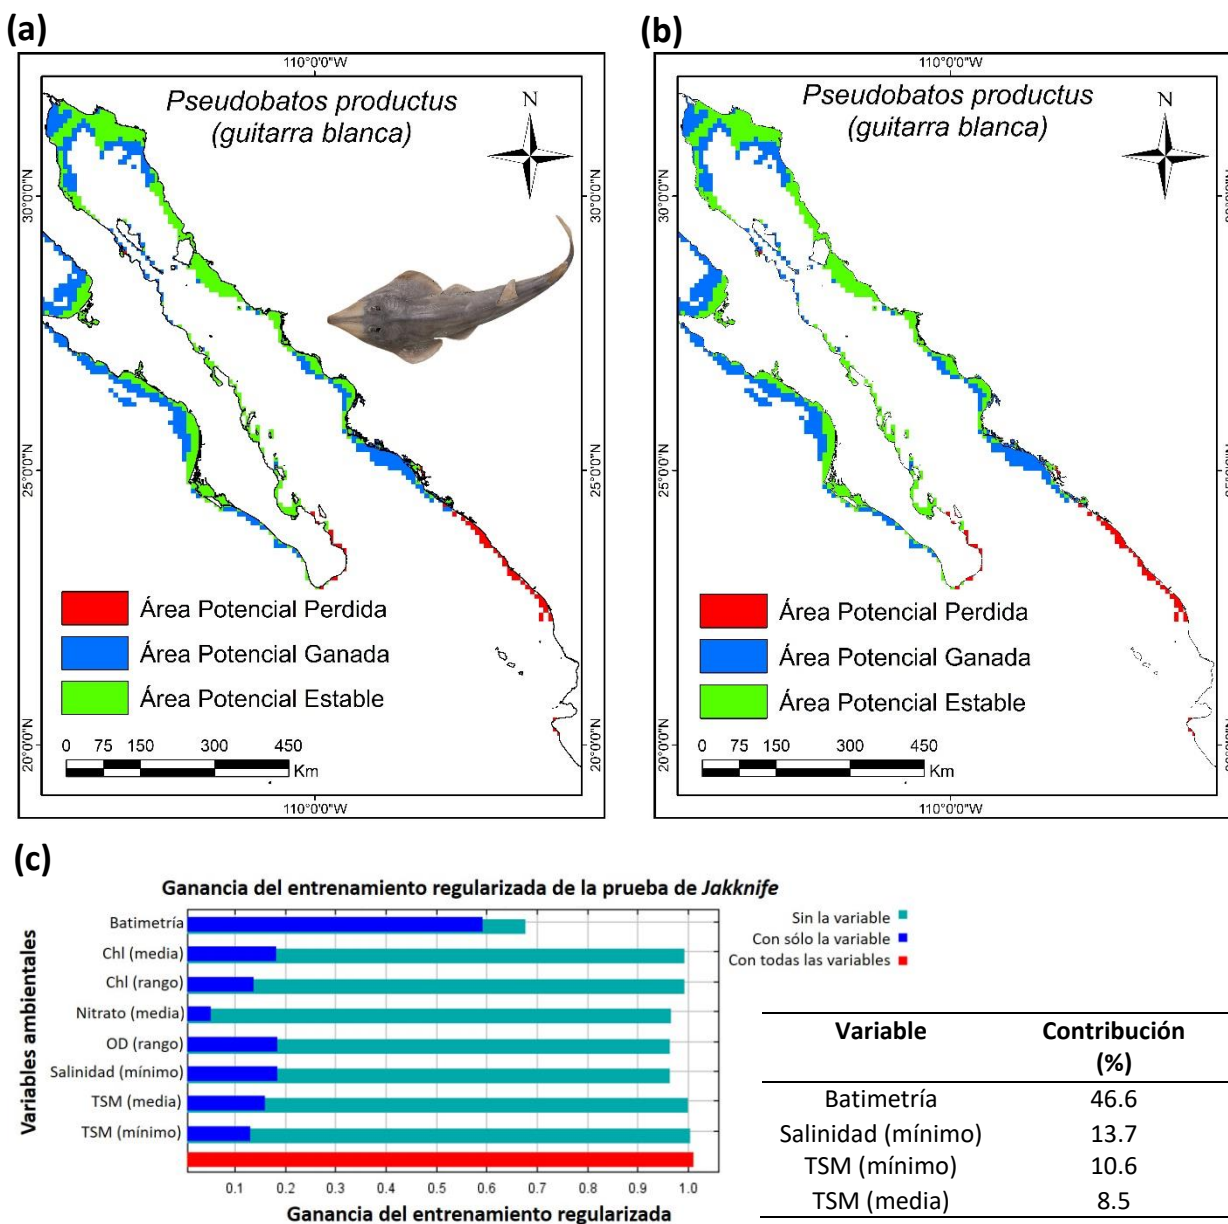 (a)
110°0'0"W
Pseudobatos productus
(guitarra blanca)
N
30°0'0"N
30°0'0"N
25°0'0"N
25°0'0"N
20°0'0"N
20°0'0"N
Área Potencial Perdida
Área Potencial Ganada
Área Potencial Estable
0 75 150 300 450
Km
110°0'0"W
(b)
110°0'0"W
Pseudobatos productus
(guitarra blanca)
N
30°0'0"N
25°0'0"N
20°0'0"N
Área Potencial Perdida
Área Potencial Ganada
Área Potencial Estable
0 75 150 300 450
Km
110°0'0"W
(c)
Ganancia del entrenamiento regularizada de la prueba de Jakknife
Variables ambientales
Batimetría
Chl (media)
Chl (rango)
Nitrato (media)
OD (rango)
Salinidad (mínimo)
TSM (media)
TSM (mínimo)
0.1 0.2 0.3 0.4 0.5 0.6 0.7 0.8 0.9 1.0
Ganancia del entrenamiento regularizada
Sin la variable
Con sólo la variable
Con todas las variables
Variable Contribución
(%)
Batimetría 46.6
Salinidad (mínimo) 13.7
TSM (mínimo) 10.6
TSM (media) 8.5